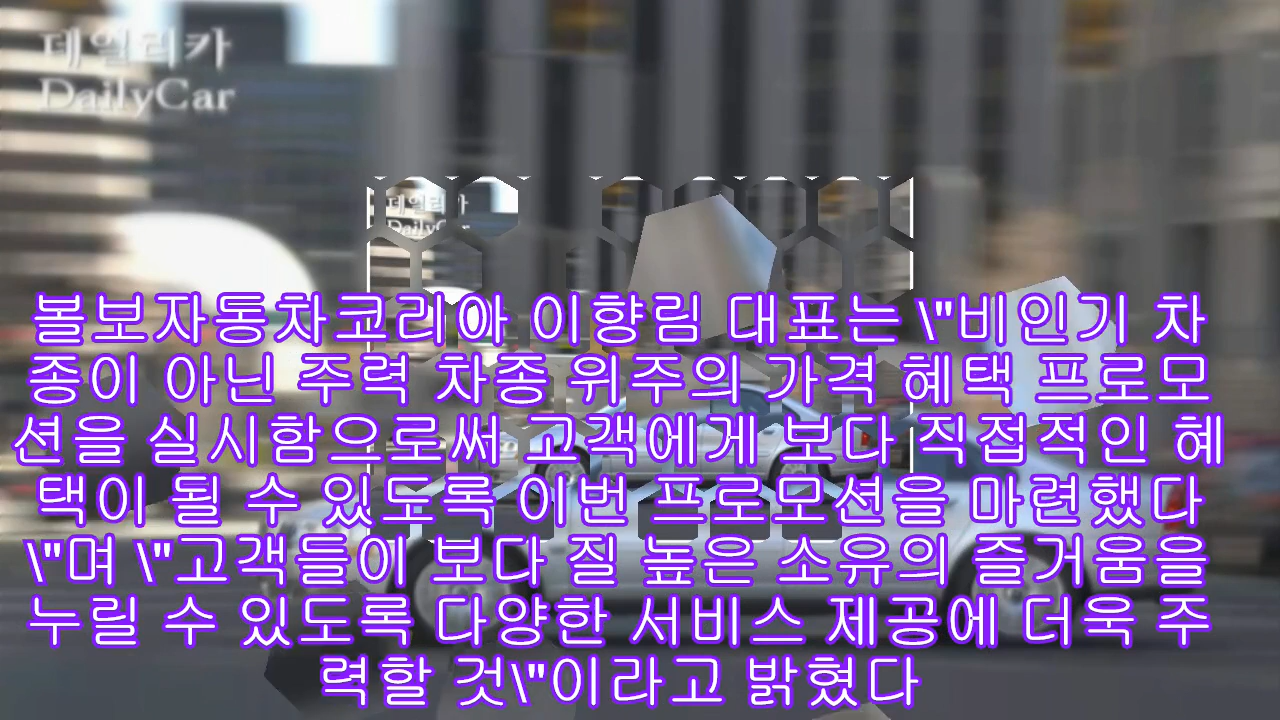 데일리카
DailyCar
데일리카
DailyCar
볼보자동차코리아 이향림 대표는 \"비인기 차
종이 아닌 주력 차종 위주의 가격 혜택 프로모
션을 실시함으로써 고객에게 보다 직접적인 혜
택이 될 수 있도록 이번 프로모션을 마련했다
\"며 \"고객들이 보다 질 높은 소유의 즐거움을
누릴 수 있도록 다양한 서비스 제공에 더욱 주
력할 것\"이라고 밝혔다